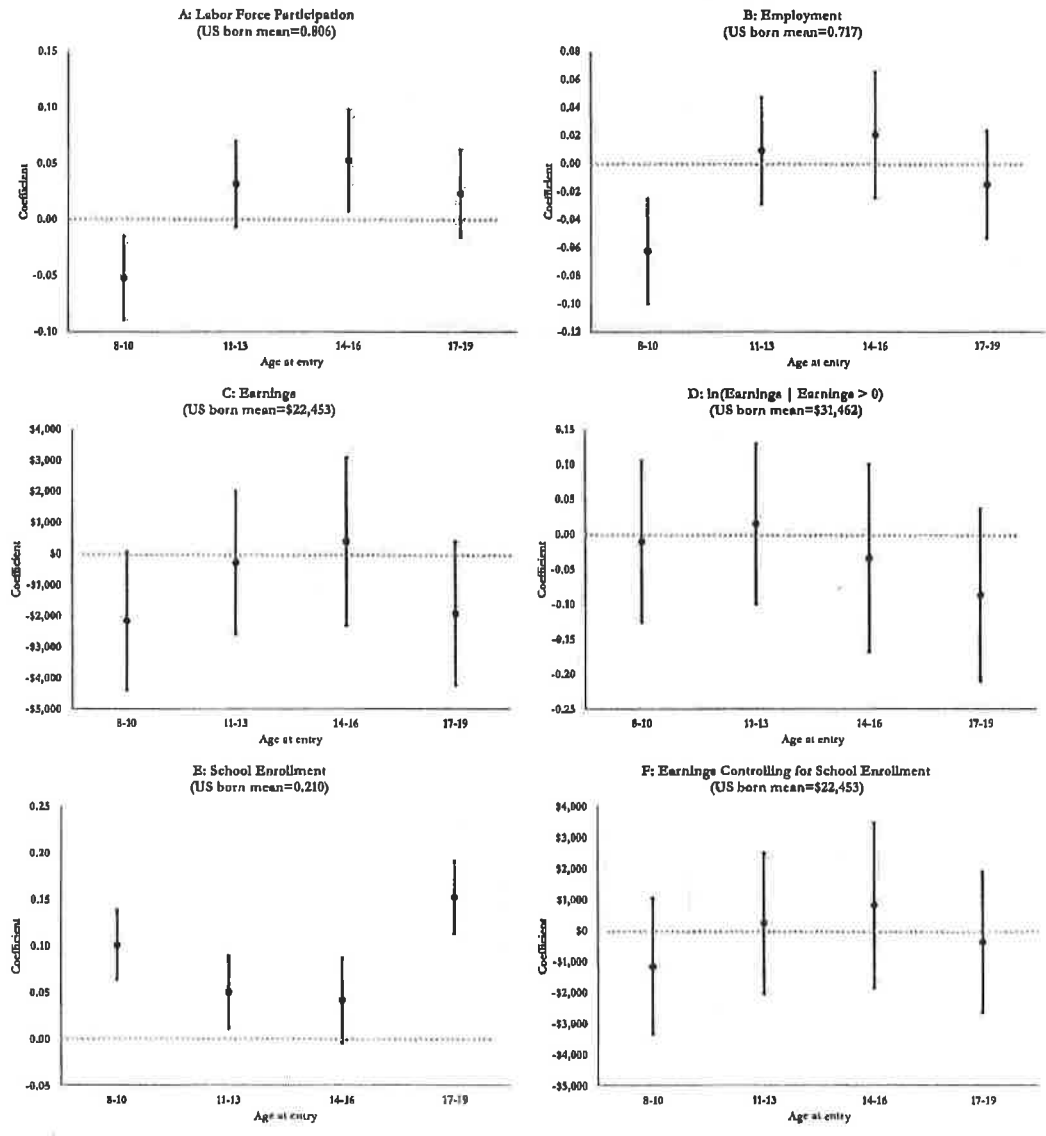 A: Labor Force Participation
(US born mean=0.806)
0.15
0.10
0.05
0.00
-0.05
-0.10
Coefficient
8-10 11-13 14-16 17-19
Age at entry
B: Employment
(US born mean=0.717)
0.08
0.06
0.04
0.02
0.00
-0.02
-0.04
-0.06
-0.08
-0.10
-0.12
Coefficient
8-10 11-13 14-16 17-19
Age at entry
C: Earnings
(US born mean=$22,453)
$4,000
$3,000
$2,000
$1,000
$0
-$1,000
-$2,000
-$3,000
-$4,000
-$5,000
Coefficient
8-10 11-13 14-16 17-19
Age at entry
D: ln(Earnings | Earnings > 0)
(US born mean=$31,462)
0.15
0.10
0.05
0.00
-0.05
-0.10
-0.15
-0.20
-0.25
Coefficient
8-10 11-13 14-16 17-19
Age at entry
E: School Enrollment
(US born mean=0.210)
0.25
0.20
0.15
0.10
0.05
0.00
-0.05
Coefficient
8-10 11-13 14-16 17-19
Age at entry
F: Earnings Controlling for School Enrollment
(US born mean=$22,453)
$4,000
$3,000
$2,000
$1,000
$0
-$1,000
-$2,000
-$3,000
-$4,000
-$5,000
Coefficient
8-10 11-13 14-16 17-19
Age at entry